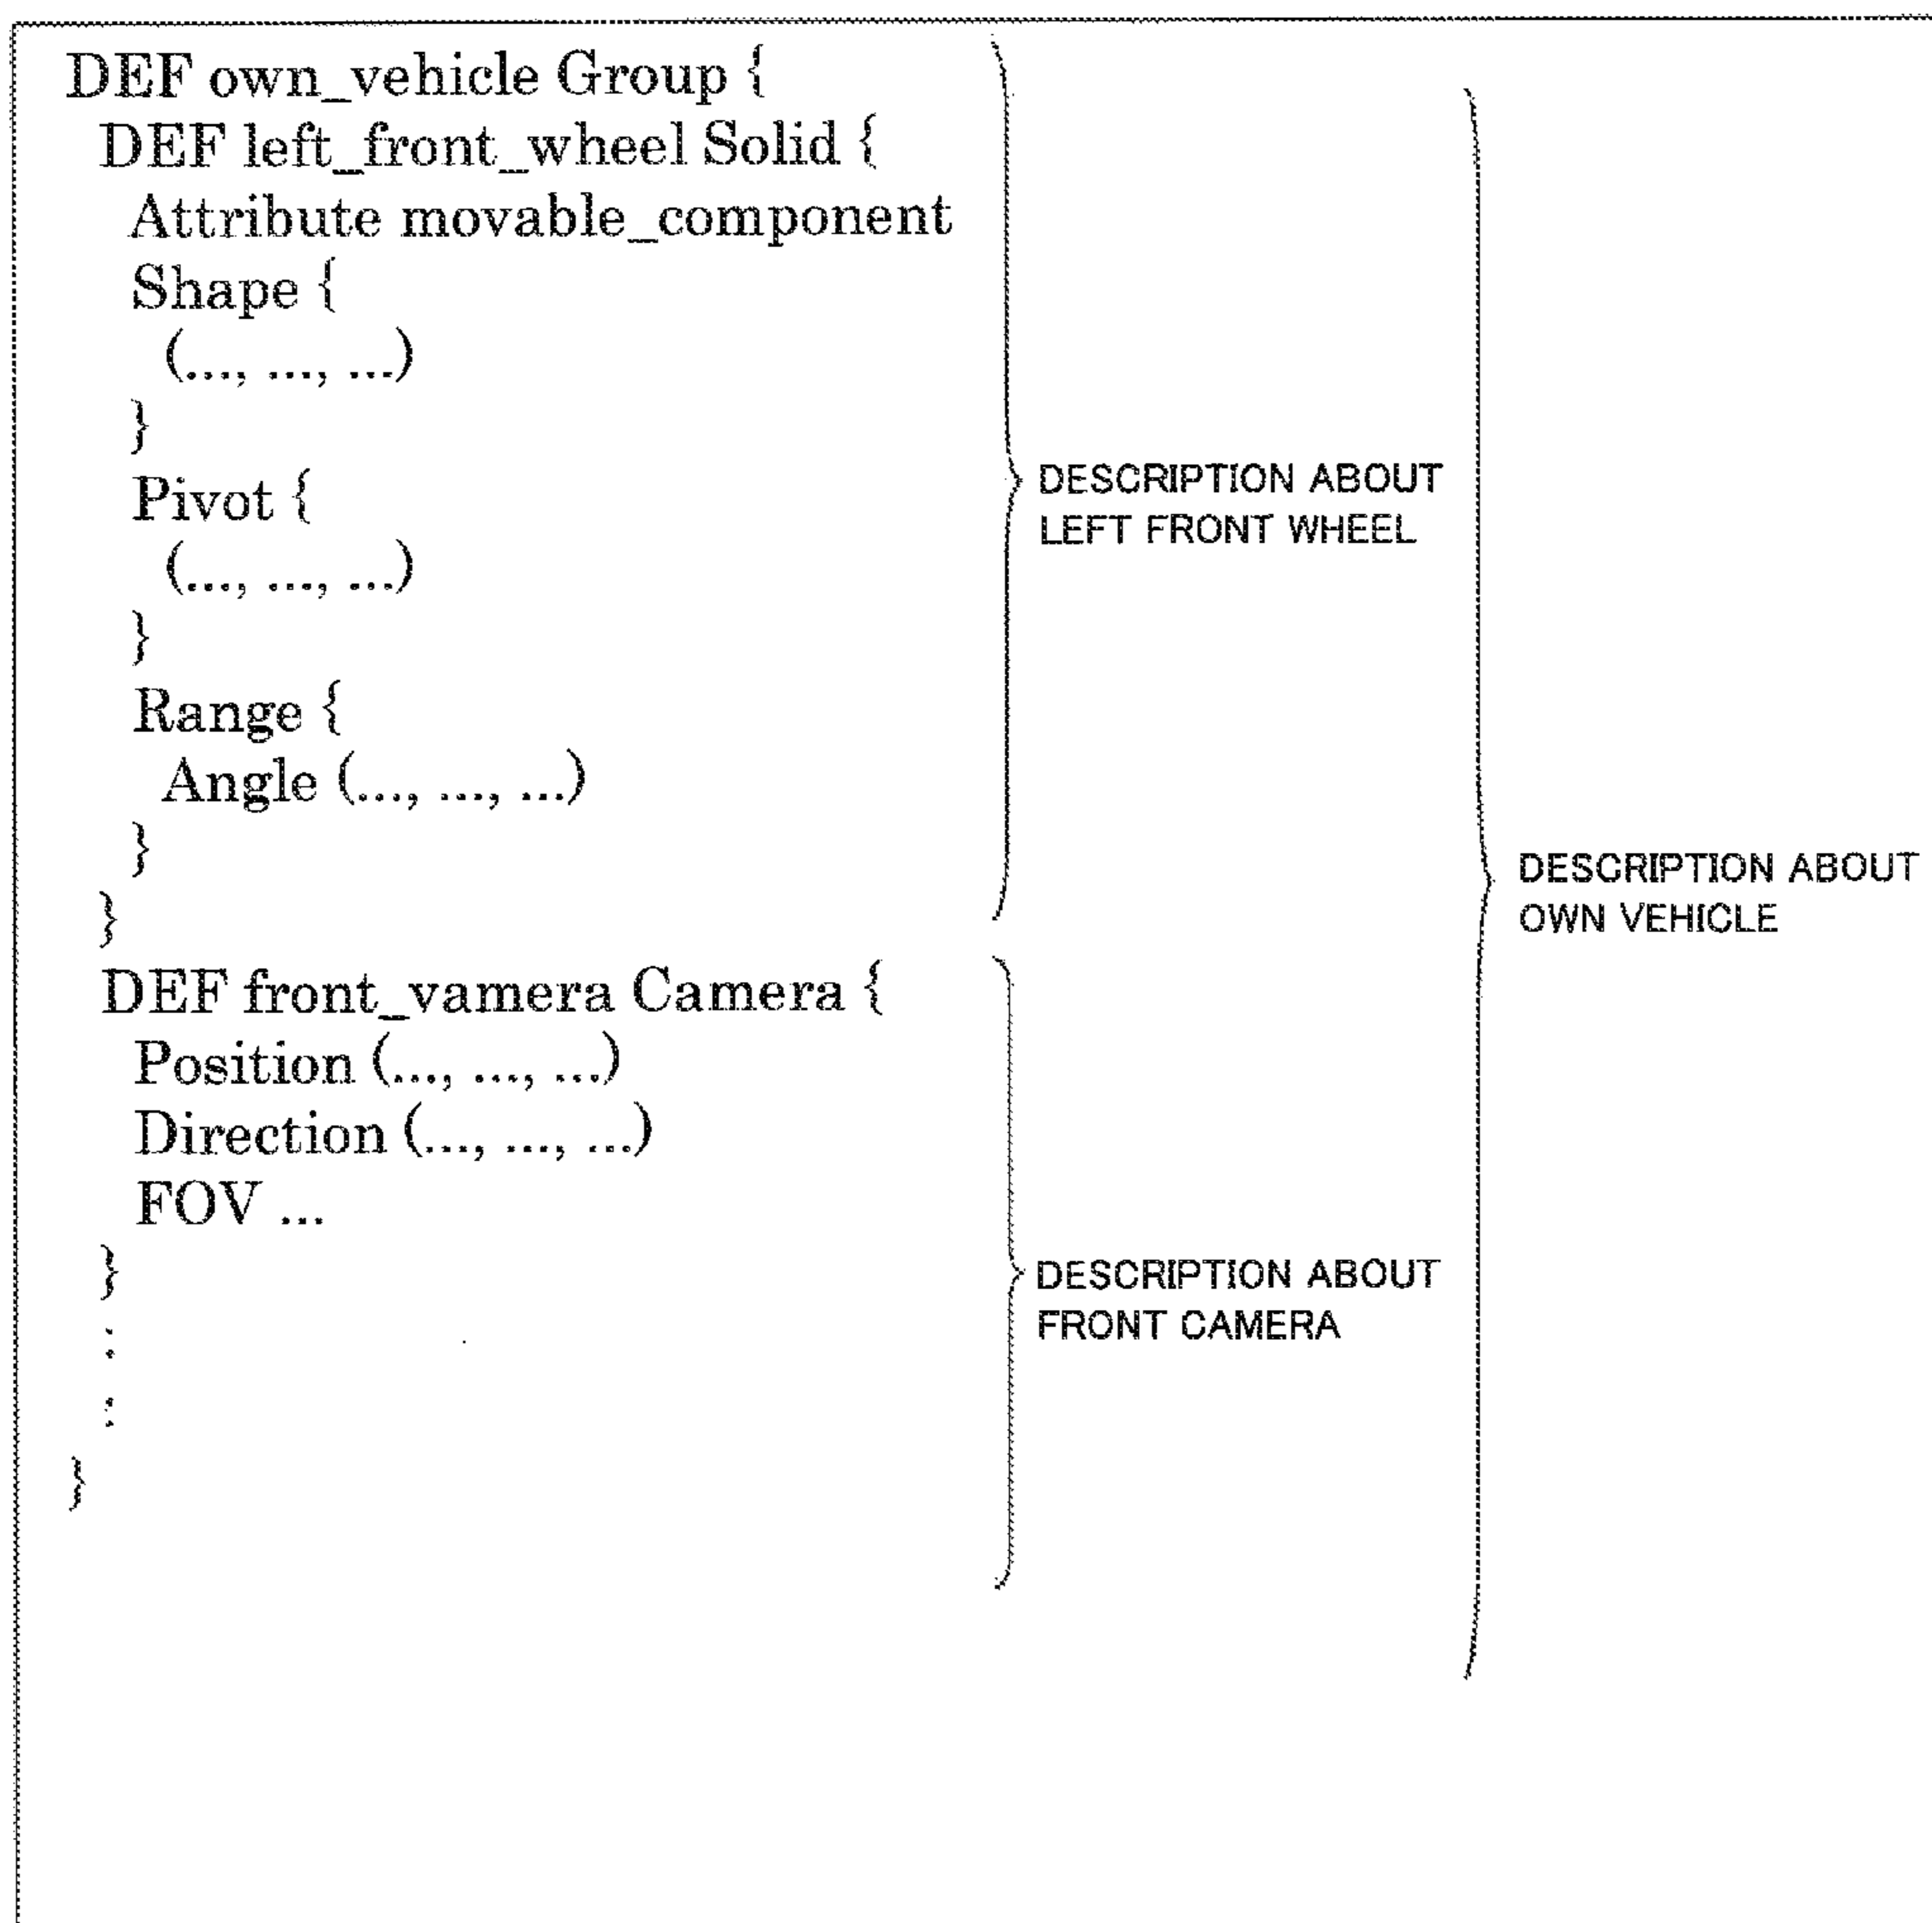 DEF own_vehicle Group {
DEF left_front_wheel Solid {
Attribute movable_component
Shape {
(..., ..., ...)
}
Pivot {
(..., ..., ...)
}
Range {
Angle (..., ..., ...)
}
}
DEF front_vamera Camera {
Position (..., ..., ...)
Direction (..., ..., ...)
FOV ...
}
:
:
}
DESCRIPTION ABOUT
LEFT FRONT WHEEL
DESCRIPTION ABOUT
FRONT CAMERA
DESCRIPTION ABOUT
OWN VEHICLE